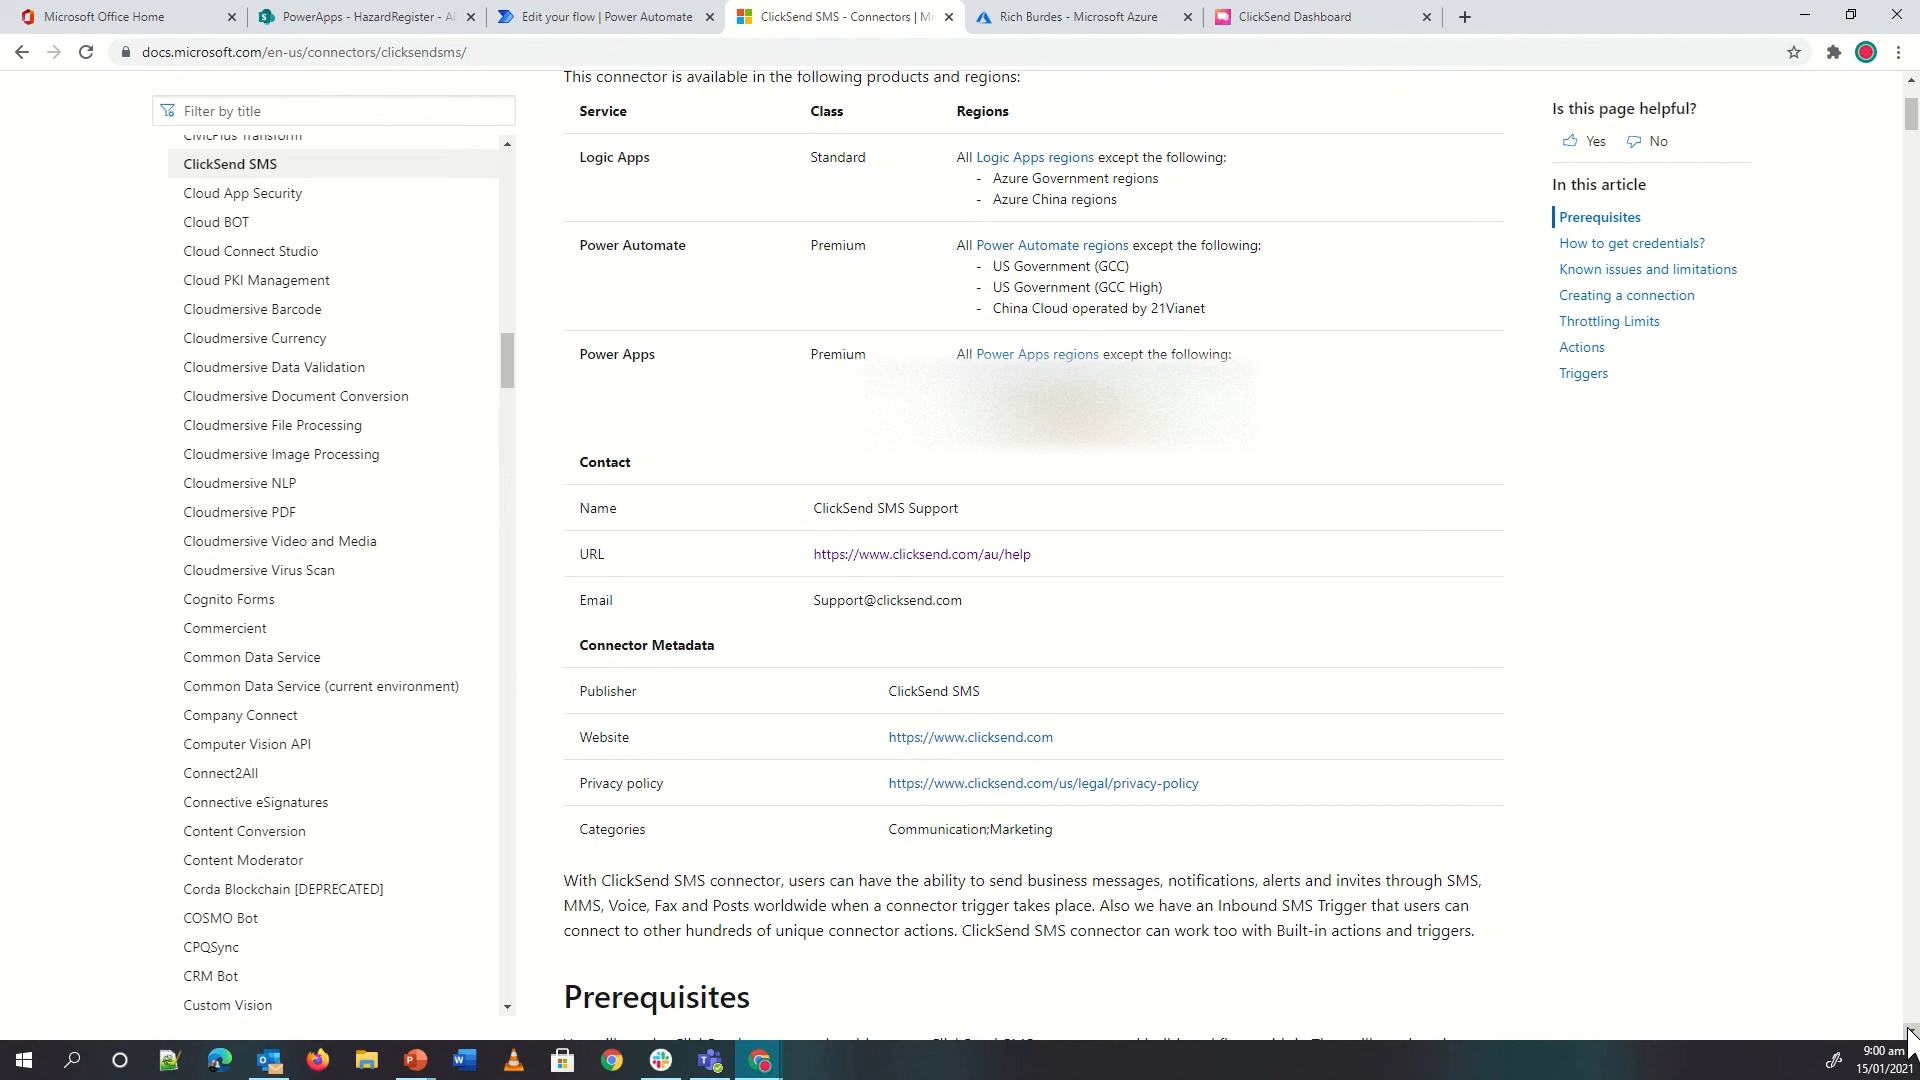 Microsoft Office Home
PowerApps - HazardRegister - Al
Edit your flow | Power Automate
ClickSend SMS - Connectors | Mi
Rich Burdes - Microsoft Azure
ClickSend Dashboard
docs.microsoft.com/en-us/connectors/clicksendsms/
Filter by title
CivicPlus Transform
ClickSend SMS
Cloud App Security
Cloud BOT
Cloud Connect Studio
Cloud PKI Management
Cloudmersive Barcode
Cloudmersive Currency
Cloudmersive Data Validation
Cloudmersive Document Conversion
Cloudmersive File Processing
Cloudmersive Image Processing
Cloudmersive NLP
Cloudmersive PDF
Cloudmersive Video and Media
Cloudmersive Virus Scan
Cognito Forms
Commercient
Common Data Service
Common Data Service (current environment)
Company Connect
Computer Vision API
Connect2All
Connective eSignatures
Content Conversion
Content Moderator
Corda Blockchain [DEPRECATED]
COSMO Bot
CPQSync
CRM Bot
Custom Vision
This connector is available in the following products and regions:
Service Class Regions
Logic Apps Standard All Logic Apps regions except the following:
- Azure Government regions
- Azure China regions
Power Automate Premium All Power Automate regions except the following:
- US Government (GCC)
- US Government (GCC High)
- China Cloud operated by 21Vianet
Power Apps Premium All Power Apps regions except the following:
Contact
Name ClickSend SMS Support
URL https://www.clicksend.com/au/help
Email Support@clicksend.com
Connector Metadata
Publisher ClickSend SMS
Website https://www.clicksend.com
Privacy policy https://www.clicksend.com/us/legal/privacy-policy
Categories Communication;Marketing
With ClickSend SMS connector, users can have the ability to send business messages, notifications, alerts and invites through SMS,
MMS, Voice, Fax and Posts worldwide when a connector trigger takes place. Also we have an Inbound SMS Trigger that users can
connect to other hundreds of unique connector actions. ClickSend SMS connector can work too with Built-in actions and triggers.
Prerequisites
Is this page helpful?
Yes No
In this article
Prerequisites
How to get credentials?
Known issues and limitations
Creating a connection
Throttling Limits
Actions
Triggers
9:00 am
15/01/2021